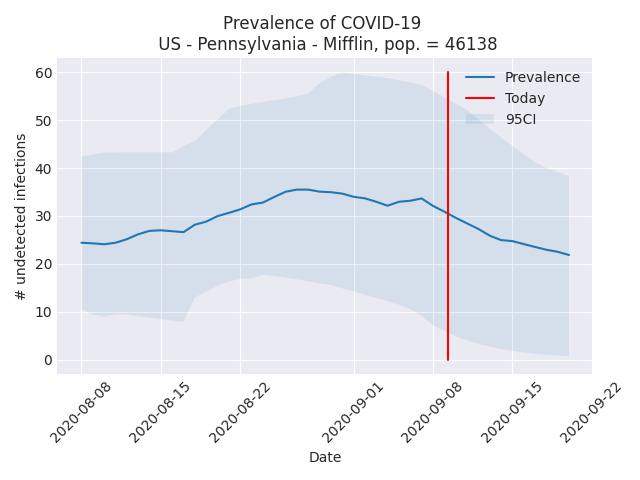 Prevalence of COVID-19
US - Pennsylvania - Mifflin, pop. = 46138
60
50
40
30
20
10
0
# undetected infections
Prevalence
Today
95CI
2020-08-08
2020-08-15
2020-08-22
2020-09-01
2020-09-08
2020-09-15
2020-09-22
Date